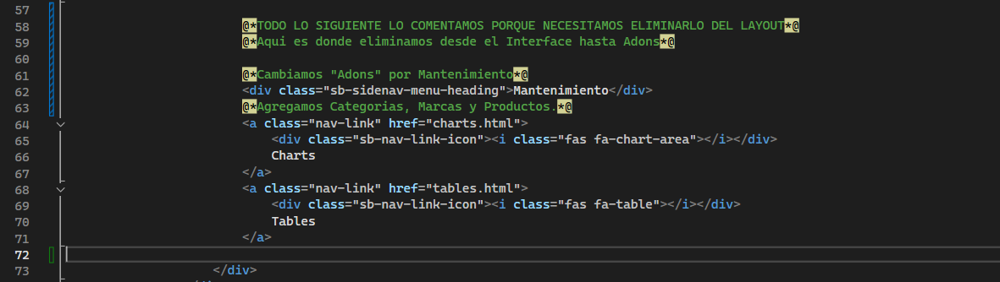 57
58 @*TODO LO SIGUIENTE LO COMENTAMOS PORQUE NECESITAMOS ELIMINARLO DEL LAYOUT*@
59 @*Aqui es donde eliminamos desde el Interface hasta Adons*@
60
61 @*Cambiamos "Adons" por Mantenimiento*@
62 <div class="sb-sidenav-menu-heading">Mantenimiento</div>
63 @*Agregamos Categorias, Marcas y Productos.*@
64 <a class="nav-link" href="charts.html">
65 <div class="sb-nav-link-icon"><i class="fas fa-chart-area"></i></div>
66 Charts
67 </a>
68 <a class="nav-link" href="tables.html">
69 <div class="sb-nav-link-icon"><i class="fas fa-table"></i></div>
70 Tables
71 </a>
72
73 </div>